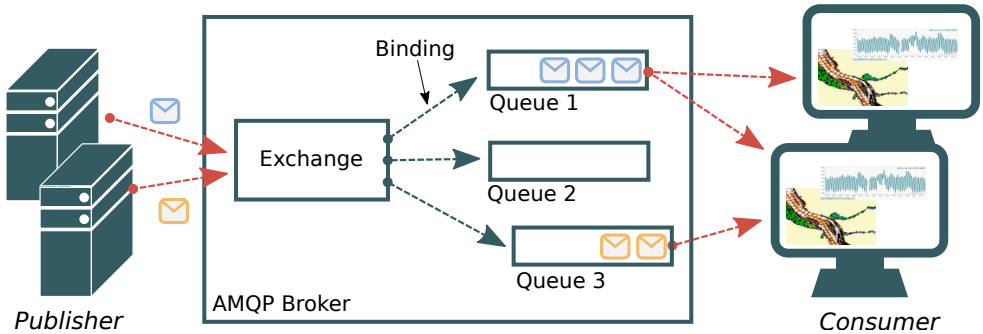 Binding
Queue 1
Exchange
Queue 2
Queue 3
AMQP Broker
Publisher
Consumer